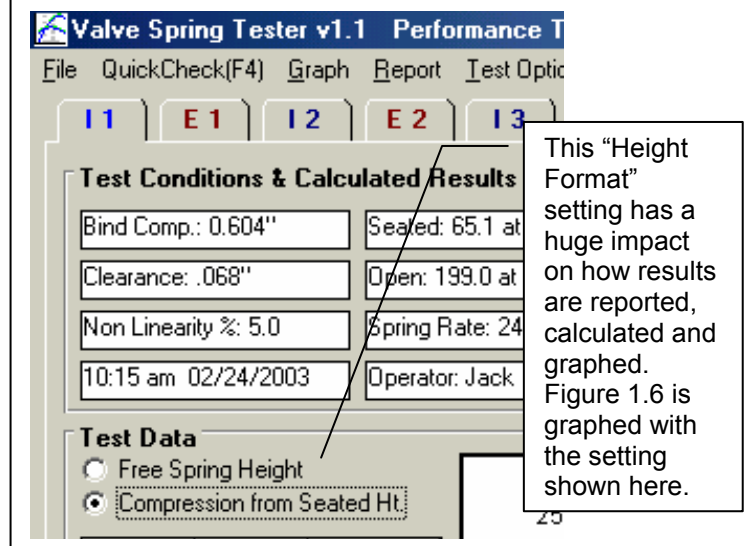 Valve Spring Tester v1.1 Performance T
File QuickCheck(F4) Graph Report Test Optic
I 1 E 1 I 2 E 2 I 3
Test Conditions & Calculated Results
Bind Comp.: 0.604" Seated: 65.1 at
Clearance: .068" Open: 199.0 at
Non Linearity %: 5.0 Spring Rate: 24
10:15 am 02/24/2003 Operator: Jack
Test Data
Free Spring Height
Compression from Seated Ht.
25
This “Height
Format”
setting has a
huge impact
on how results
are reported,
calculated and
graphed.
Figure 1.6 is
graphed with
the setting
shown here.